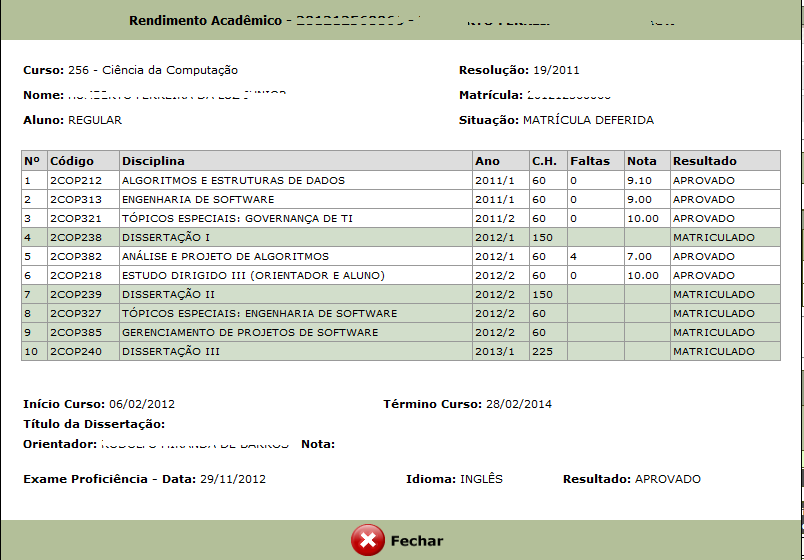 Rendimento Acadêmico -
Curso: 256 - Ciência da Computação Resolução: 19/2011
Nome: Matrícula:
Aluno: REGULAR Situação: MATRÍCULA DEFERIDA
Nº Código Disciplina Ano C.H. Faltas Nota Resultado
1 2COP212 ALGORITMOS E ESTRUTURAS DE DADOS 2011/1 60 0 9.10 APROVADO
2 2COP313 ENGENHARIA DE SOFTWARE 2011/1 60 0 9.00 APROVADO
3 2COP321 TÓPICOS ESPECIAIS: GOVERNANÇA DE TI 2011/2 60 0 10.00 APROVADO
4 2COP238 DISSERTAÇÃO I 2012/1 150 MATRICULADO
5 2COP382 ANÁLISE E PROJETO DE ALGORITMOS 2012/1 60 4 7.00 APROVADO
6 2COP218 ESTUDO DIRIGIDO III (ORIENTADOR E ALUNO) 2012/2 60 0 10.00 APROVADO
7 2COP239 DISSERTAÇÃO II 2012/2 150 MATRICULADO
8 2COP327 TÓPICOS ESPECIAIS: ENGENHARIA DE SOFTWARE 2012/2 60 MATRICULADO
9 2COP385 GERENCIAMENTO DE PROJETOS DE SOFTWARE 2012/2 60 MATRICULADO
10 2COP240 DISSERTAÇÃO III 2013/1 225 MATRICULADO
Início Curso: 06/02/2012 Término Curso: 28/02/2014
Título da Dissertação:
Orientador: Nota:
Exame Proficiência - Data: 29/11/2012 Idioma: INGLÊS Resultado: APROVADO
Fechar